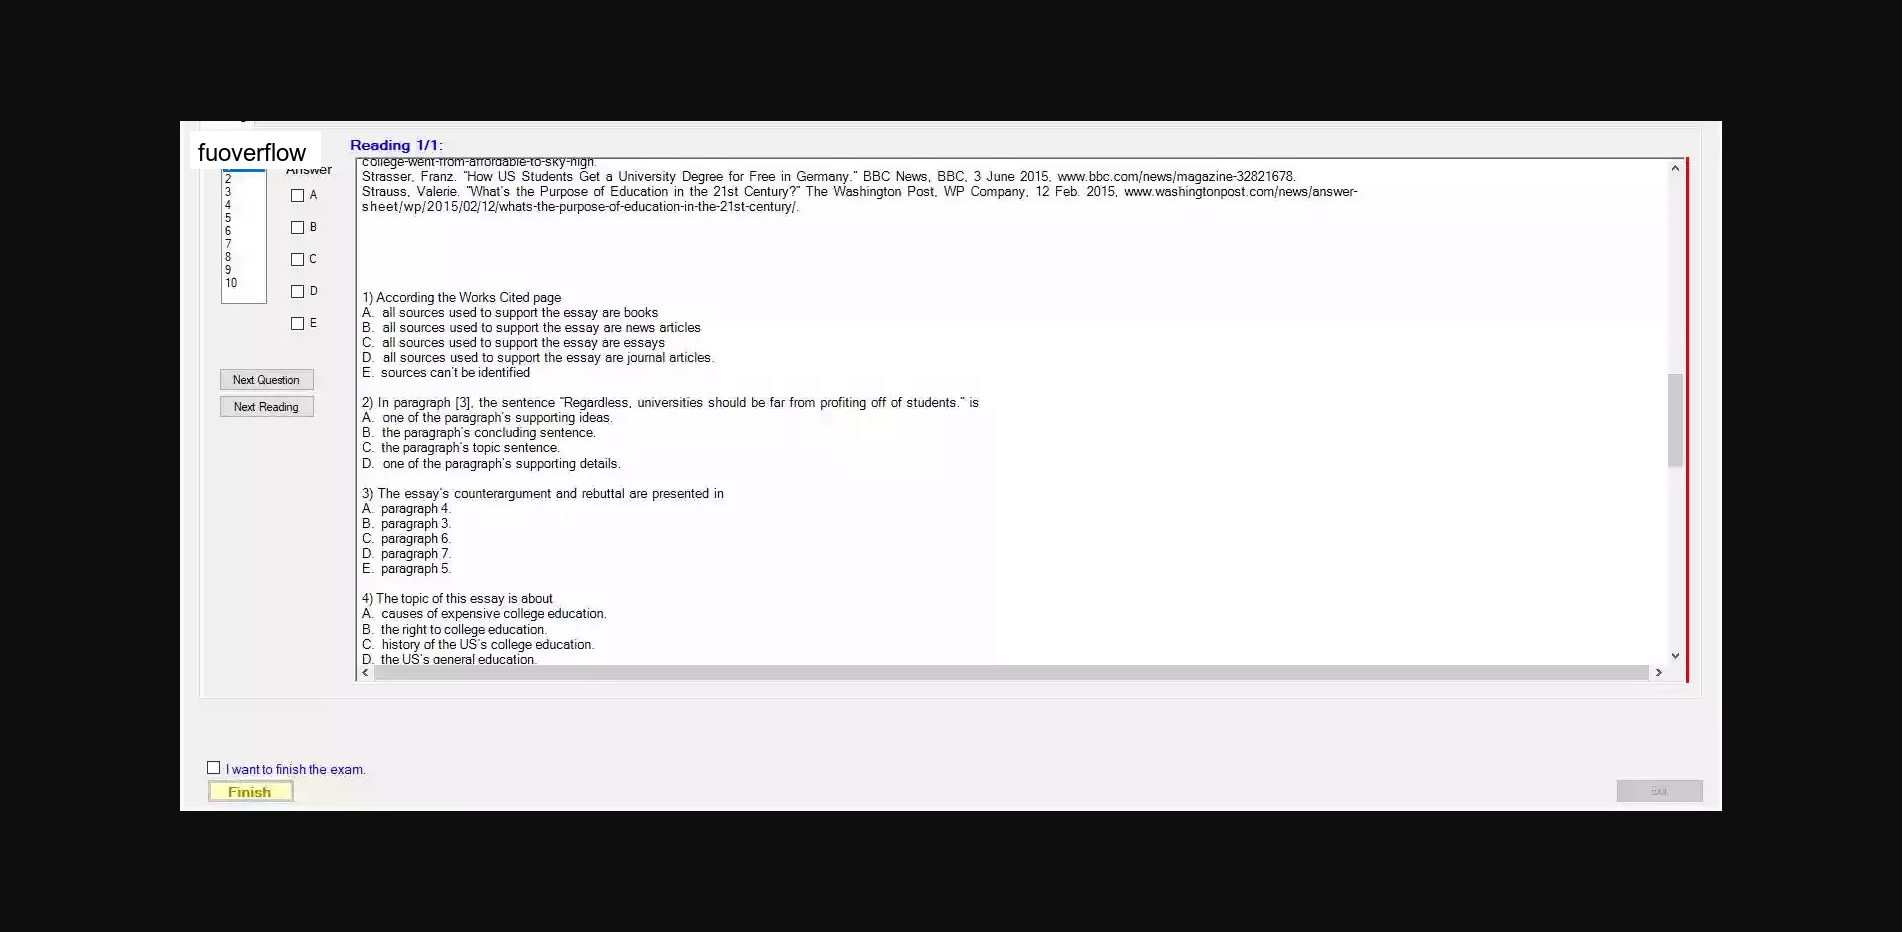 fuoverflow
Reading 1/1:
college-went-from-affordable-to-sky-high.
Strasser, Franz. "How US Students Get a University Degree for Free in Germany." BBC News, BBC, 3 June 2015, www.bbc.com/news/magazine-32821678.
Strauss, Valerie. "What's the Purpose of Education in the 21st Century?" The Washington Post, WP Company, 12 Feb. 2015, www.washingtonpost.com/news/answer-
sheet/wp/2015/02/12/whats-the-purpose-of-education-in-the-21st-century/.
Answer
2
3
4
5
6
7
8
9
10
A
B
C
D
E
Next Question
Next Reading
1) According the Works Cited page
A. all sources used to support the essay are books
B. all sources used to support the essay are news articles
C. all sources used to support the essay are essays
D. all sources used to support the essay are journal articles.
E. sources can't be identified
2) In paragraph [3], the sentence "Regardless, universities should be far from profiting off of students." is
A. one of the paragraph's supporting ideas.
B. the paragraph's concluding sentence.
C. the paragraph's topic sentence.
D. one of the paragraph's supporting details.
3) The essay's counterargument and rebuttal are presented in
A. paragraph 4.
B. paragraph 3.
C. paragraph 6.
D. paragraph 7.
E. paragraph 5.
4) The topic of this essay is about
A. causes of expensive college education.
B. the right to college education.
C. history of the US's college education.
D. the US's general education.
I want to finish the exam.
Finish